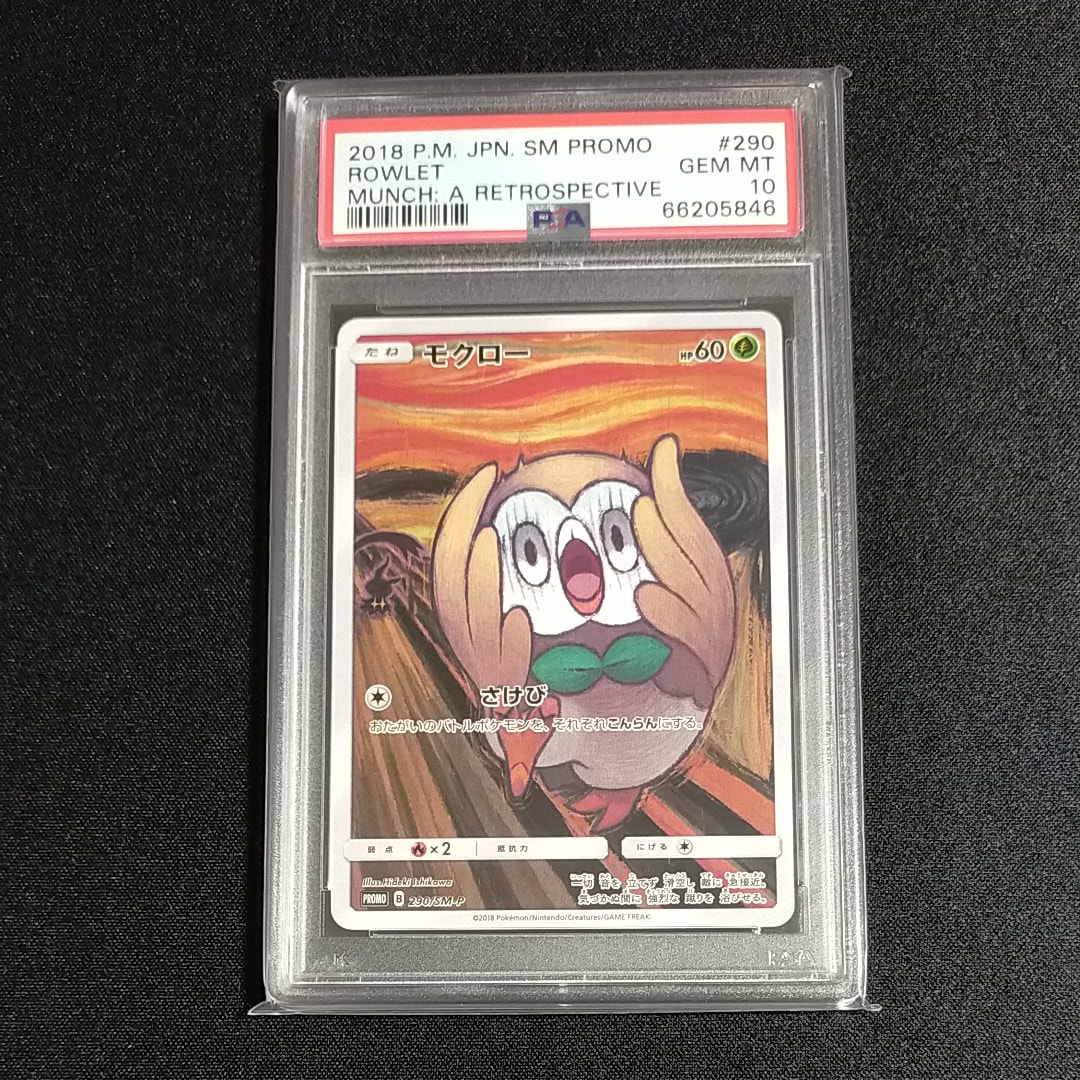 2018 P.M. JPN. SM PROMO #290
ROWLET GEM MT
MUNCH: A RETROSPECTIVE 10
PSA 66205846
たね モクロー HP60
さけび
おたがいのバトルポケモンを、それぞれこんらんにする。
弱点 ×2 抵抗力 にげる
Illus. Hideki Ishikawa
PROMO B 290/SM-P
一切 音を 立てず 滑空し 敵に 急接近。
気づかぬ間に 強烈な 蹴りを 浴びせる。
©2018 Pokémon/Nintendo/Creatures/GAME FREAK.